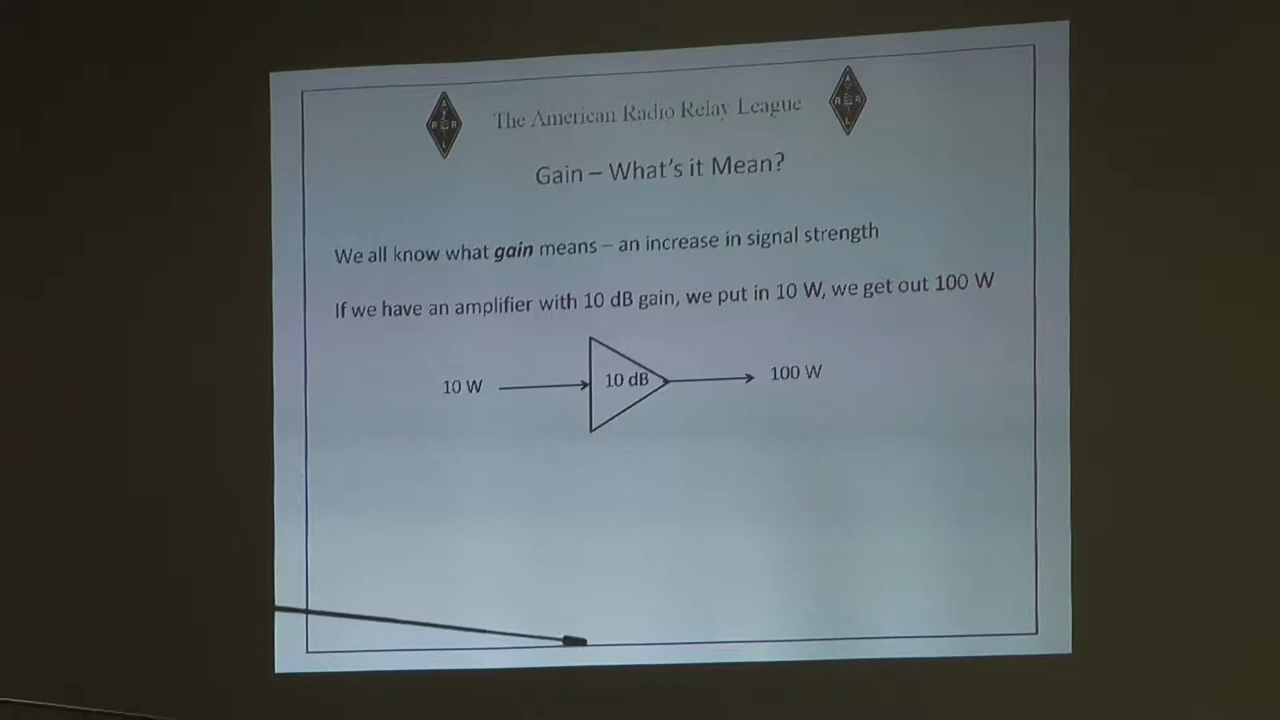 The American Radio Relay League
Gain – What's it Mean?
We all know what gain means – an increase in signal strength
If we have an amplifier with 10 dB gain, we put in 10 W, we get out 100 W
10 W
10 dB
100 W